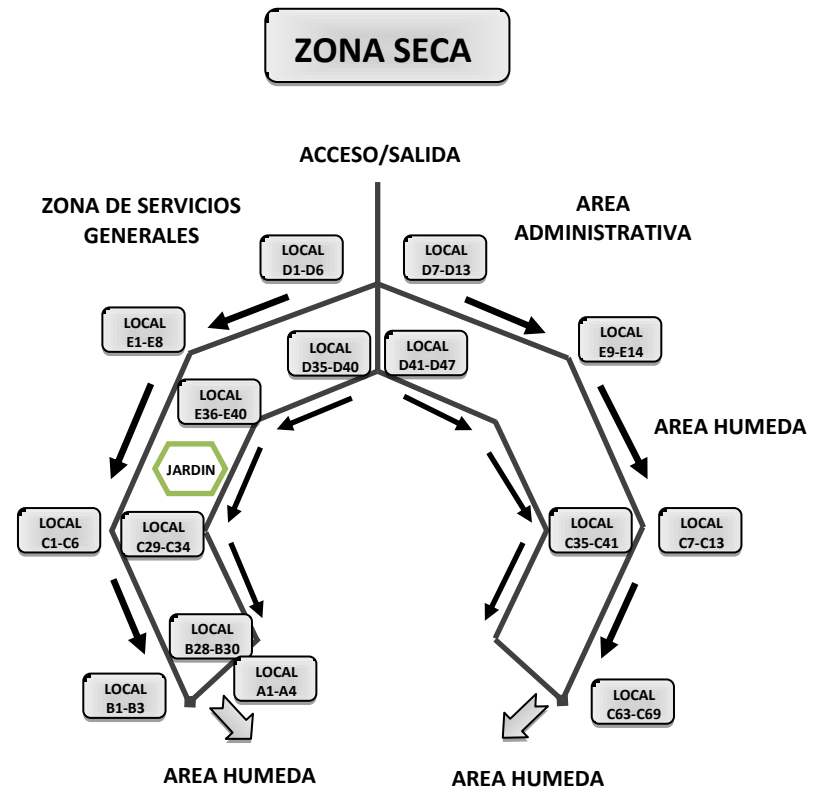 ZONA SECA
ACCESO/SALIDA
ZONA DE SERVICIOS
GENERALES
AREA
ADMINISTRATIVA
LOCAL
D1-D6
LOCAL
D7-D13
LOCAL
E1-E8
LOCAL
E9-E14
LOCAL
D35-D40
LOCAL
D41-D47
LOCAL
E36-E40
AREA HUMEDA
JARDIN
LOCAL
C1-C6
LOCAL
C29-C34
LOCAL
C35-C41
LOCAL
C7-C13
LOCAL
B28-B30
LOCAL
A1-A4
LOCAL
B1-B3
LOCAL
C63-C69
AREA HUMEDA
AREA HUMEDA